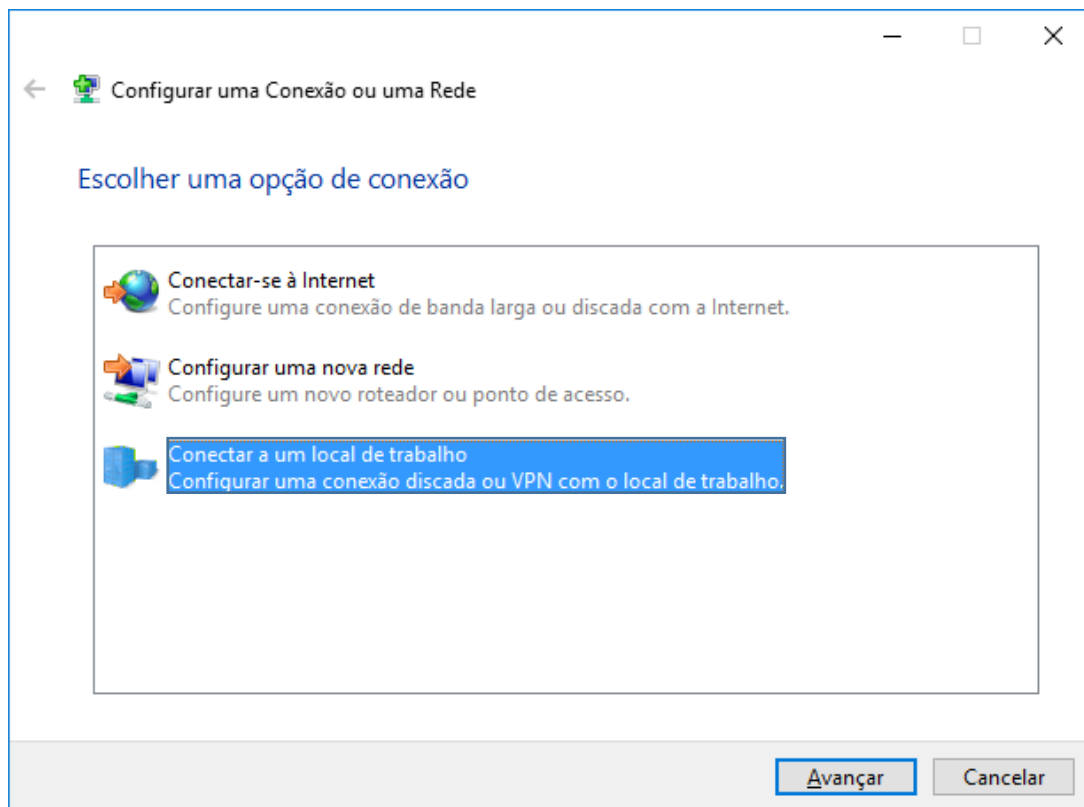 Configurar uma Conexão ou uma Rede
Escolher uma opção de conexão
Conectar-se à Internet
Configure uma conexão de banda larga ou discada com a Internet.
Configurar uma nova rede
Configure um novo roteador ou ponto de acesso.
Conectar a um local de trabalho
Configurar uma conexão discada ou VPN com o local de trabalho.
Avançar Cancelar